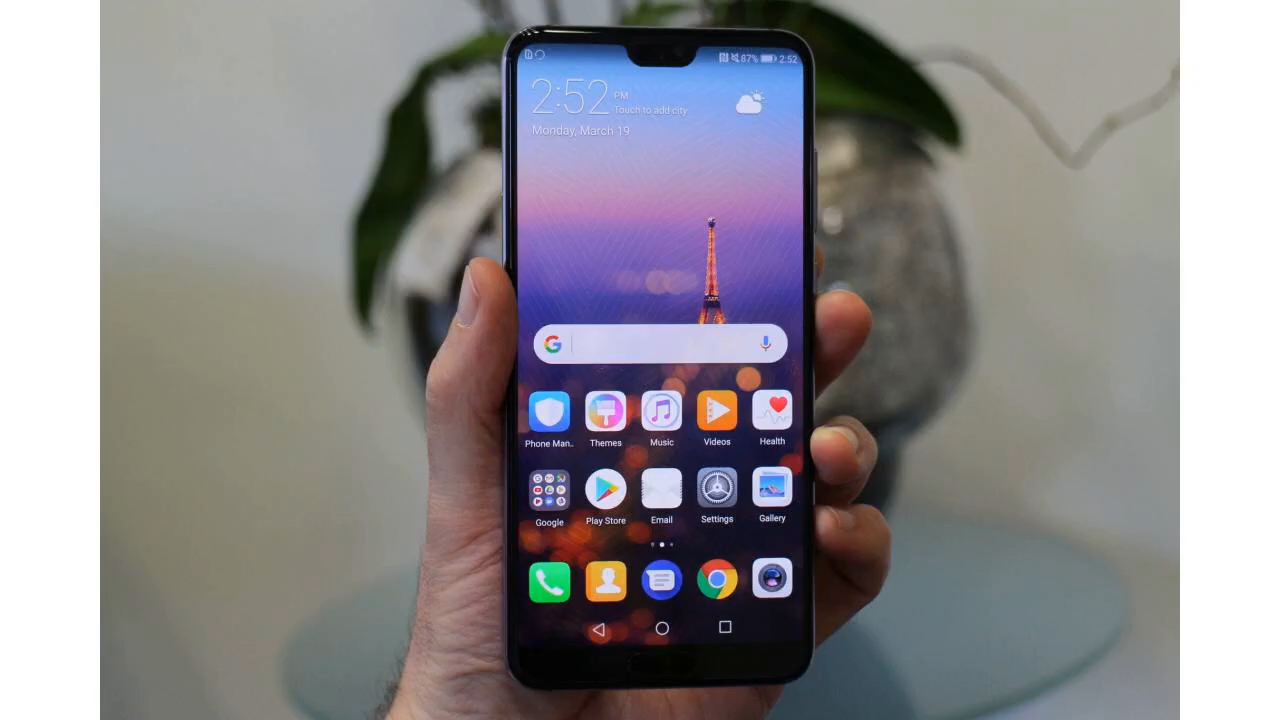 87% 2:52
2:52 PM
Touch to add city
Monday, March 19
G
Phone Man.. Themes Music Videos Health
Google Play Store Email Settings Gallery